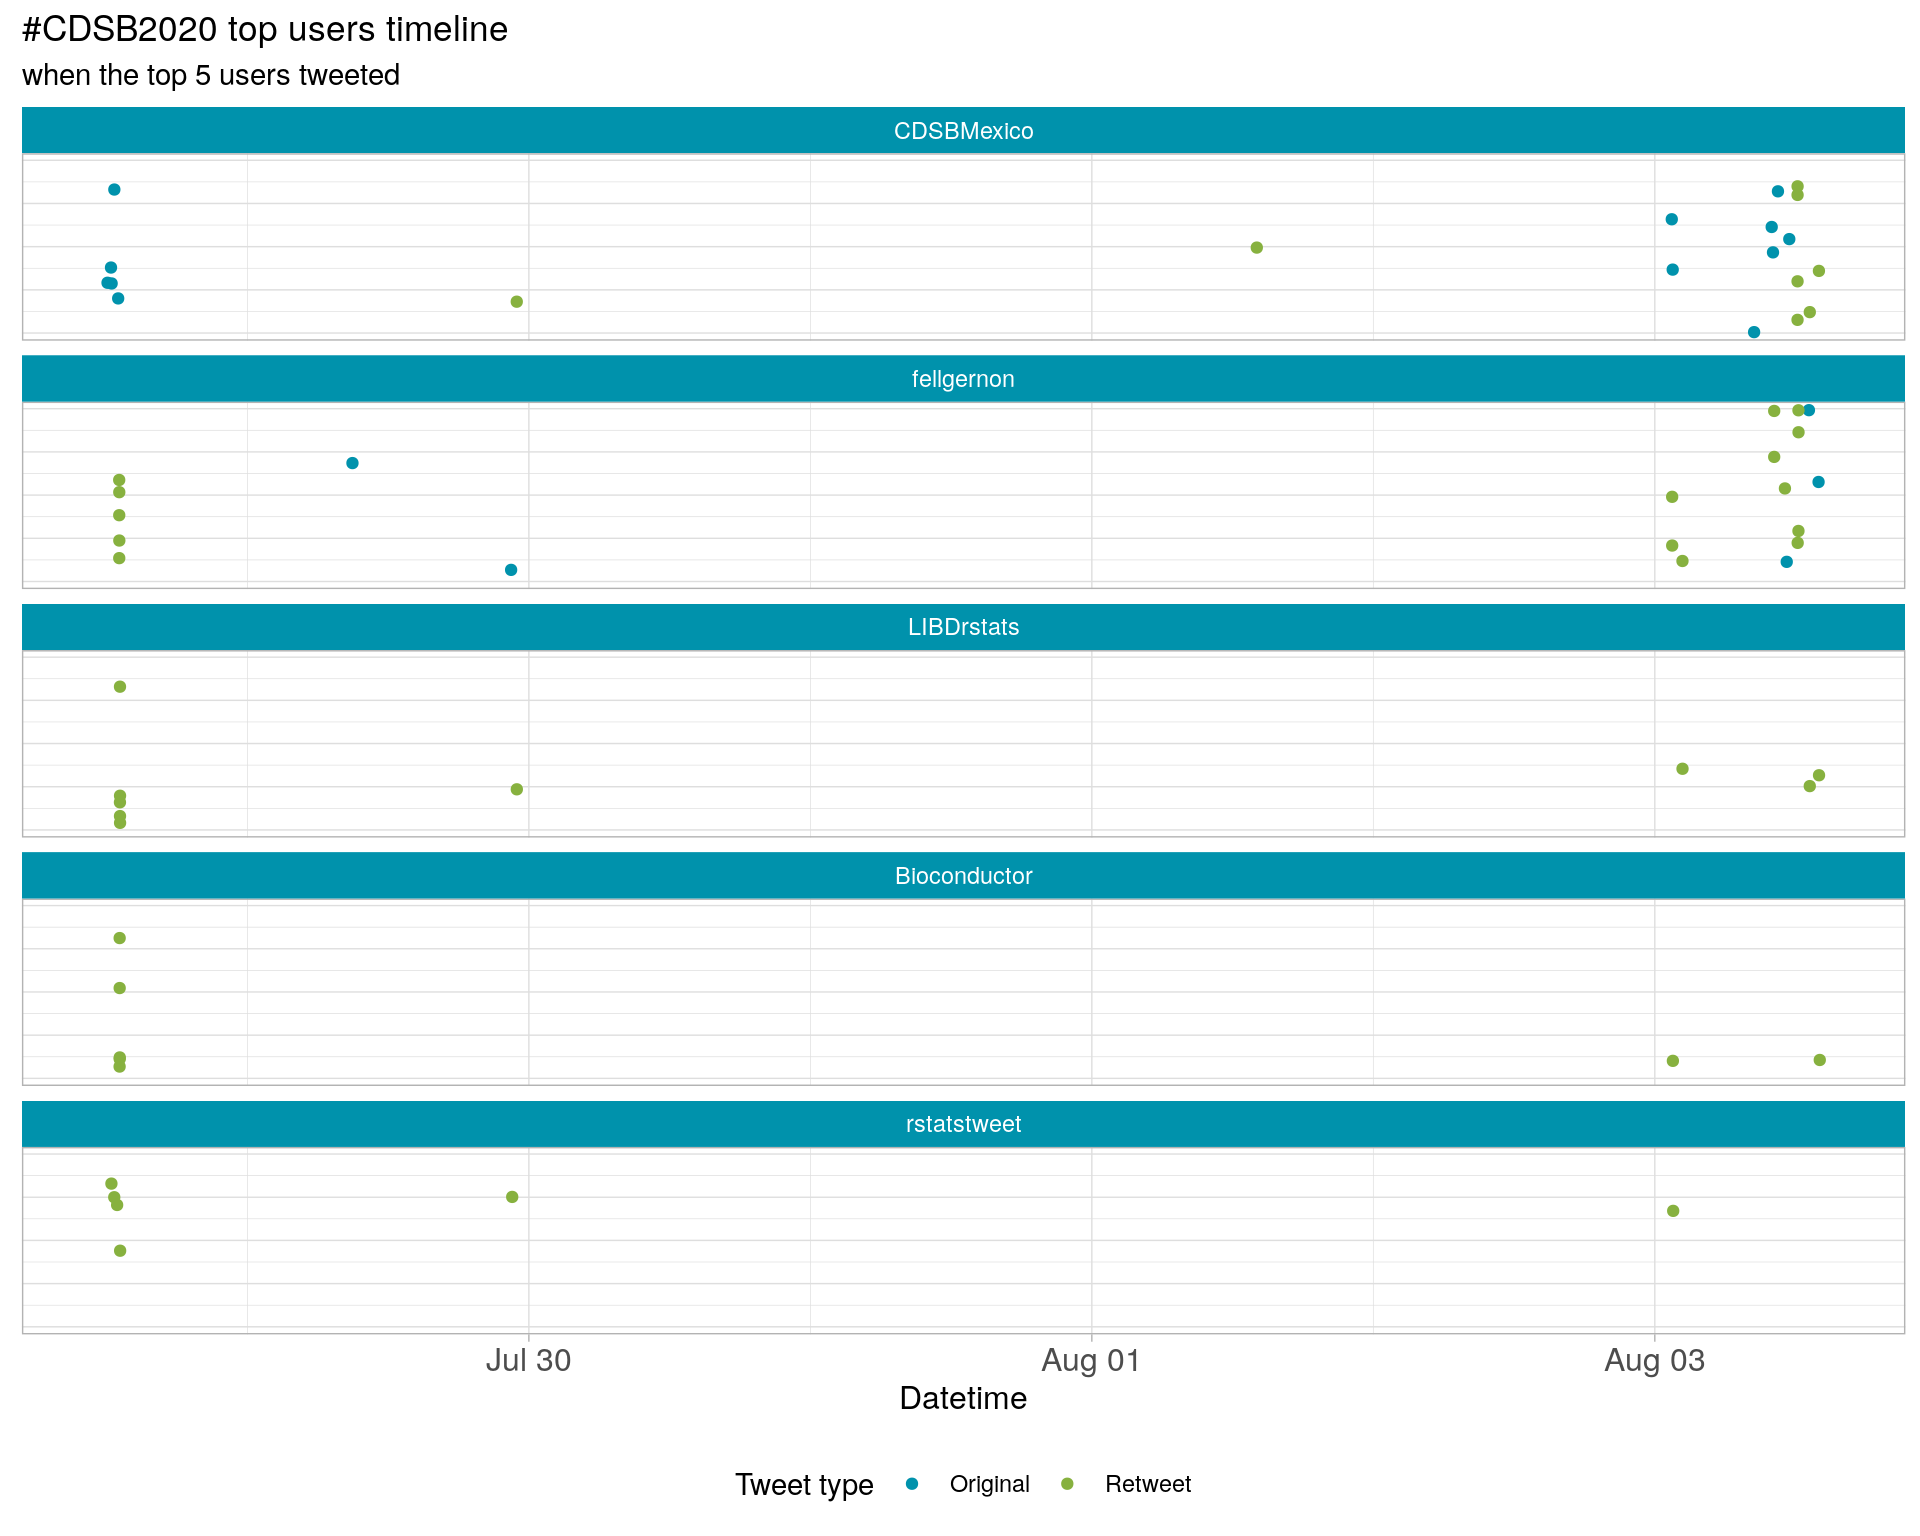 #CDSB2020 top users timeline
when the top 5 users tweeted
CDSBMexico
fellgernon
LIBDrstats
Bioconductor
rstatstweet
Jul 30 Aug 01 Aug 03
Datetime
Tweet type Original Retweet